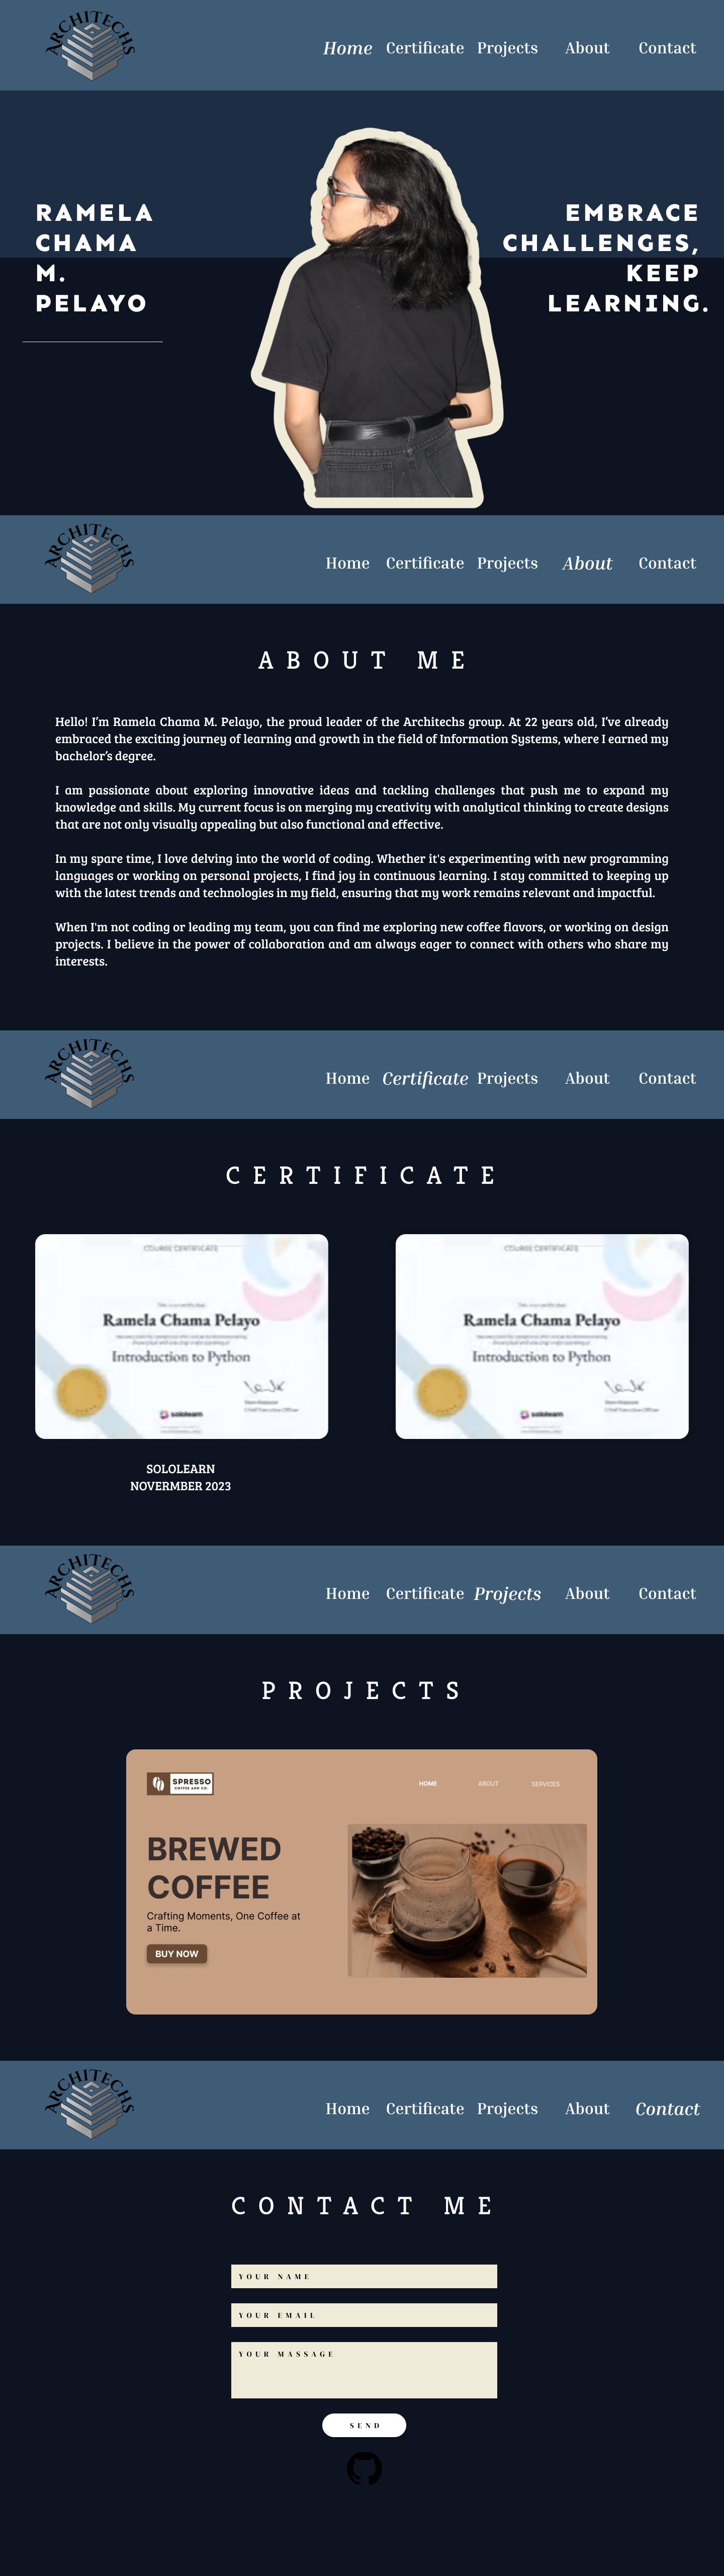 ARCHITECHS
Home Certificate Projects About Contact
RAMELA
CHAMA
M.
PELAYO
EMBRACE
CHALLENGES,
KEEP
LEARNING.
ARCHITECHS
Home Certificate Projects About Contact
ABOUT ME
Hello! I’m Ramela Chama M. Pelayo, the proud leader of the Architechs group. At 22 years old, I’ve already
embraced the exciting journey of learning and growth in the field of Information Systems, where I earned my
bachelor’s degree.
I am passionate about exploring innovative ideas and tackling challenges that push me to expand my
knowledge and skills. My current focus is on merging my creativity with analytical thinking to create designs
that are not only visually appealing but also functional and effective.
In my spare time, I love delving into the world of coding. Whether it's experimenting with new programming
languages or working on personal projects, I find joy in continuous learning. I stay committed to keeping up
with the latest trends and technologies in my field, ensuring that my work remains relevant and impactful.
When I'm not coding or leading my team, you can find me exploring new coffee flavors, or working on design
projects. I believe in the power of collaboration and am always eager to connect with others who share my
interests.
ARCHITECHS
Home Certificate Projects About Contact
CERTIFICATE
COURSE CERTIFICATE
Ramela Chama Pelayo
Introduction to Python
sololearn
COURSE CERTIFICATE
Ramela Chama Pelayo
Introduction to Python
sololearn
SOLOLEARN
NOVERMBER 2023
ARCHITECHS
Home Certificate Projects About Contact
PROJECTS
SPRESSO
COFFEE AND CO.
HOME ABOUT SERVICES
BREWED
COFFEE
Crafting Moments, One Coffee at
a Time.
BUY NOW
ARCHITECHS
Home Certificate Projects About Contact
CONTACT ME
YOUR NAME
YOUR EMAIL
YOUR MASSAGE
SEND